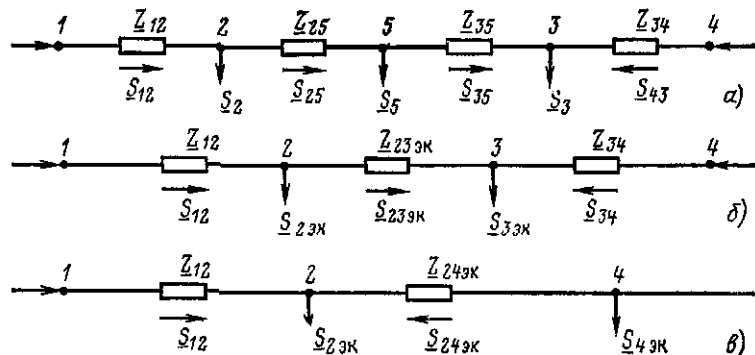 1 Z12 2 Z25 5 Z35 3 Z34 4
S12 S2 S25 S5 S35 S3 S43 а)
1 Z12 2 Z23эк 3 Z34 4
S12 S2эк S23эк S3эк S34 б)
1 Z12 2 Z24эк 4
S12 S2эк S24эк S4эк в)